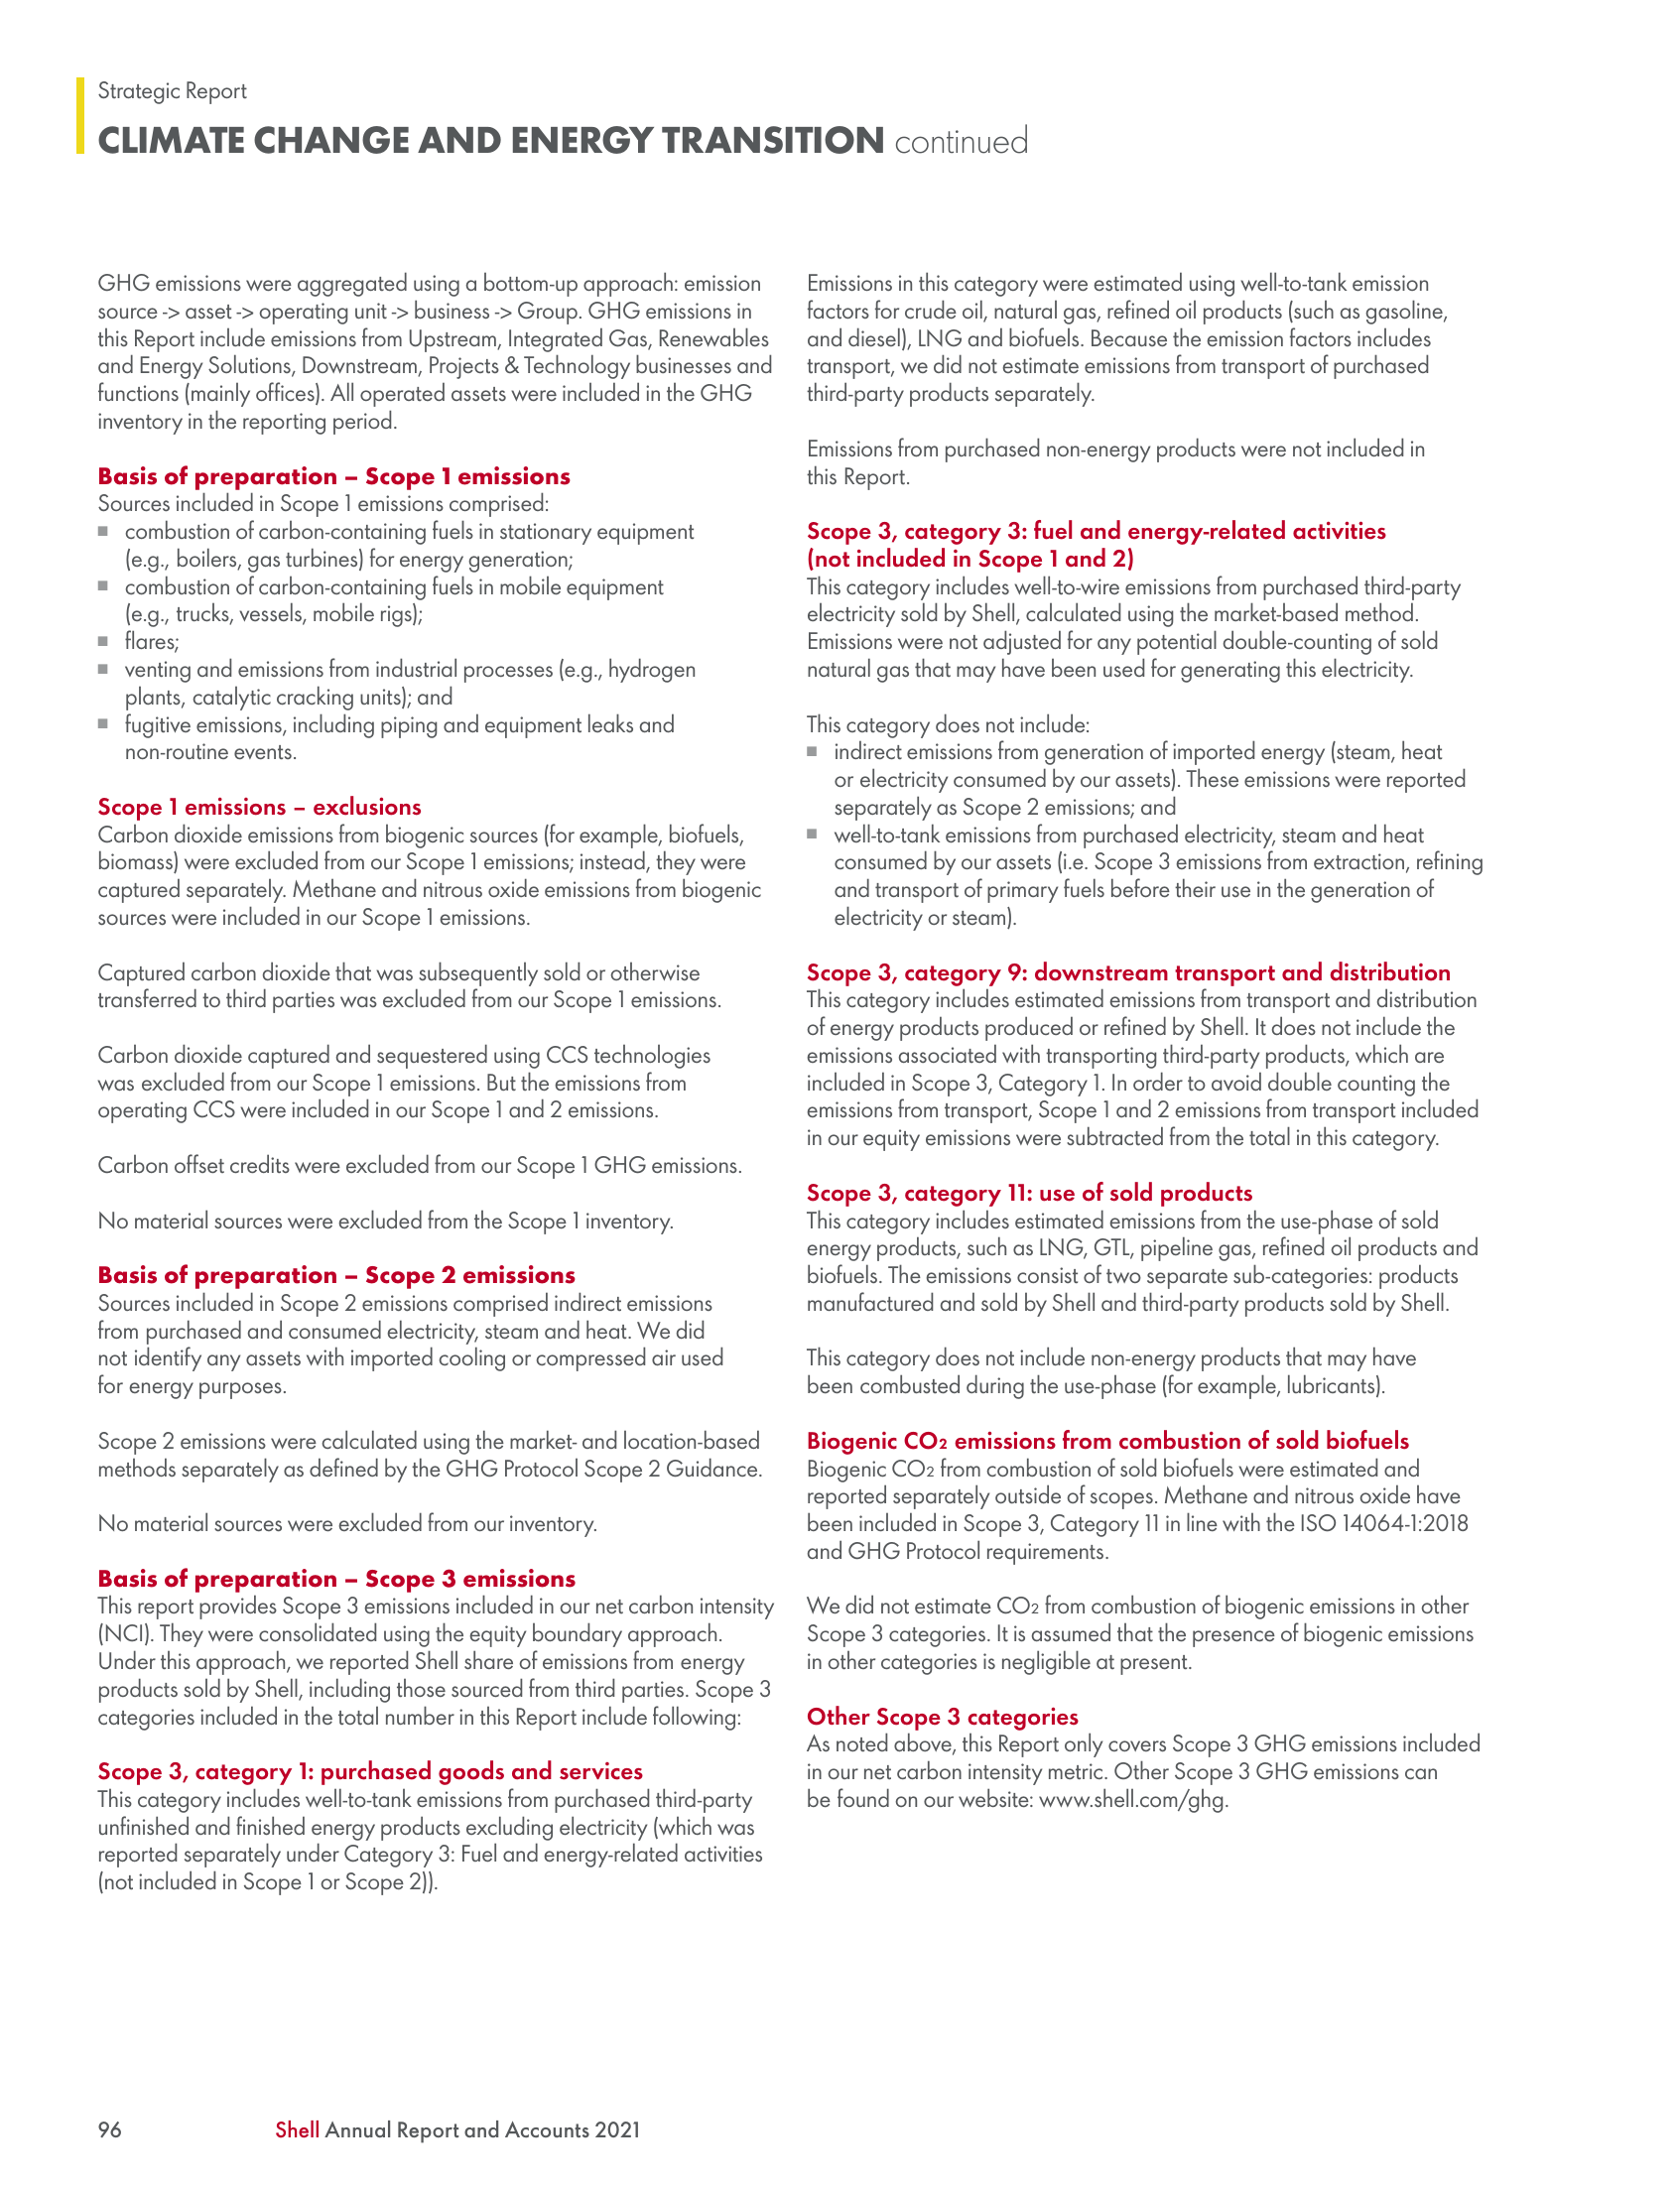 Strategic Report
CLIMATE CHANGE AND ENERGY TRANSITION continued
GHG emissions were aggregated using a bottom-up approach: emission
source -> asset -> operating unit -> business -> Group. GHG emissions in
this Report include emissions from Upstream, Integrated Gas, Renewables
and Energy Solutions, Downstream, Projects & Technology businesses and
functions (mainly offices). All operated assets were included in the GHG
inventory in the reporting period.
Basis of preparation – Scope 1 emissions
Sources included in Scope 1 emissions comprised:
■ combustion of carbon-containing fuels in stationary equipment
(e.g., boilers, gas turbines) for energy generation;
■ combustion of carbon-containing fuels in mobile equipment
(e.g., trucks, vessels, mobile rigs);
■ flares;
■ venting and emissions from industrial processes (e.g., hydrogen
plants, catalytic cracking units); and
■ fugitive emissions, including piping and equipment leaks and
non-routine events.
Scope 1 emissions – exclusions
Carbon dioxide emissions from biogenic sources (for example, biofuels,
biomass) were excluded from our Scope 1 emissions; instead, they were
captured separately. Methane and nitrous oxide emissions from biogenic
sources were included in our Scope 1 emissions.
Captured carbon dioxide that was subsequently sold or otherwise
transferred to third parties was excluded from our Scope 1 emissions.
Carbon dioxide captured and sequestered using CCS technologies
was excluded from our Scope 1 emissions. But the emissions from
operating CCS were included in our Scope 1 and 2 emissions.
Carbon offset credits were excluded from our Scope 1 GHG emissions.
No material sources were excluded from the Scope 1 inventory.
Basis of preparation – Scope 2 emissions
Sources included in Scope 2 emissions comprised indirect emissions
from purchased and consumed electricity, steam and heat. We did
not identify any assets with imported cooling or compressed air used
for energy purposes.
Scope 2 emissions were calculated using the market- and location-based
methods separately as defined by the GHG Protocol Scope 2 Guidance.
No material sources were excluded from our inventory.
Basis of preparation – Scope 3 emissions
This report provides Scope 3 emissions included in our net carbon intensity
(NCI). They were consolidated using the equity boundary approach.
Under this approach, we reported Shell share of emissions from energy
products sold by Shell, including those sourced from third parties. Scope 3
categories included in the total number in this Report include following:
Scope 3, category 1: purchased goods and services
This category includes well-to-tank emissions from purchased third-party
unfinished and finished energy products excluding electricity (which was
reported separately under Category 3: Fuel and energy-related activities
(not included in Scope 1 or Scope 2)).
Emissions in this category were estimated using well-to-tank emission
factors for crude oil, natural gas, refined oil products (such as gasoline,
and diesel), LNG and biofuels. Because the emission factors includes
transport, we did not estimate emissions from transport of purchased
third-party products separately.
Emissions from purchased non-energy products were not included in
this Report.
Scope 3, category 3: fuel and energy-related activities
(not included in Scope 1 and 2)
This category includes well-to-wire emissions from purchased third-party
electricity sold by Shell, calculated using the market-based method.
Emissions were not adjusted for any potential double-counting of sold
natural gas that may have been used for generating this electricity.
This category does not include:
■ indirect emissions from generation of imported energy (steam, heat
or electricity consumed by our assets). These emissions were reported
separately as Scope 2 emissions; and
■ well-to-tank emissions from purchased electricity, steam and heat
consumed by our assets (i.e. Scope 3 emissions from extraction, refining
and transport of primary fuels before their use in the generation of
electricity or steam).
Scope 3, category 9: downstream transport and distribution
This category includes estimated emissions from transport and distribution
of energy products produced or refined by Shell. It does not include the
emissions associated with transporting third-party products, which are
included in Scope 3, Category 1. In order to avoid double counting the
emissions from transport, Scope 1 and 2 emissions from transport included
in our equity emissions were subtracted from the total in this category.
Scope 3, category 11: use of sold products
This category includes estimated emissions from the use-phase of sold
energy products, such as LNG, GTL, pipeline gas, refined oil products and
biofuels. The emissions consist of two separate sub-categories: products
manufactured and sold by Shell and third-party products sold by Shell.
This category does not include non-energy products that may have
been combusted during the use-phase (for example, lubricants).
Biogenic CO₂ emissions from combustion of sold biofuels
Biogenic CO₂ from combustion of sold biofuels were estimated and
reported separately outside of scopes. Methane and nitrous oxide have
been included in Scope 3, Category 11 in line with the ISO 14064-1:2018
and GHG Protocol requirements.
We did not estimate CO₂ from combustion of biogenic emissions in other
Scope 3 categories. It is assumed that the presence of biogenic emissions
in other categories is negligible at present.
Other Scope 3 categories
As noted above, this Report only covers Scope 3 GHG emissions included
in our net carbon intensity metric. Other Scope 3 GHG emissions can
be found on our website: www.shell.com/ghg.
96 Shell Annual Report and Accounts 2021